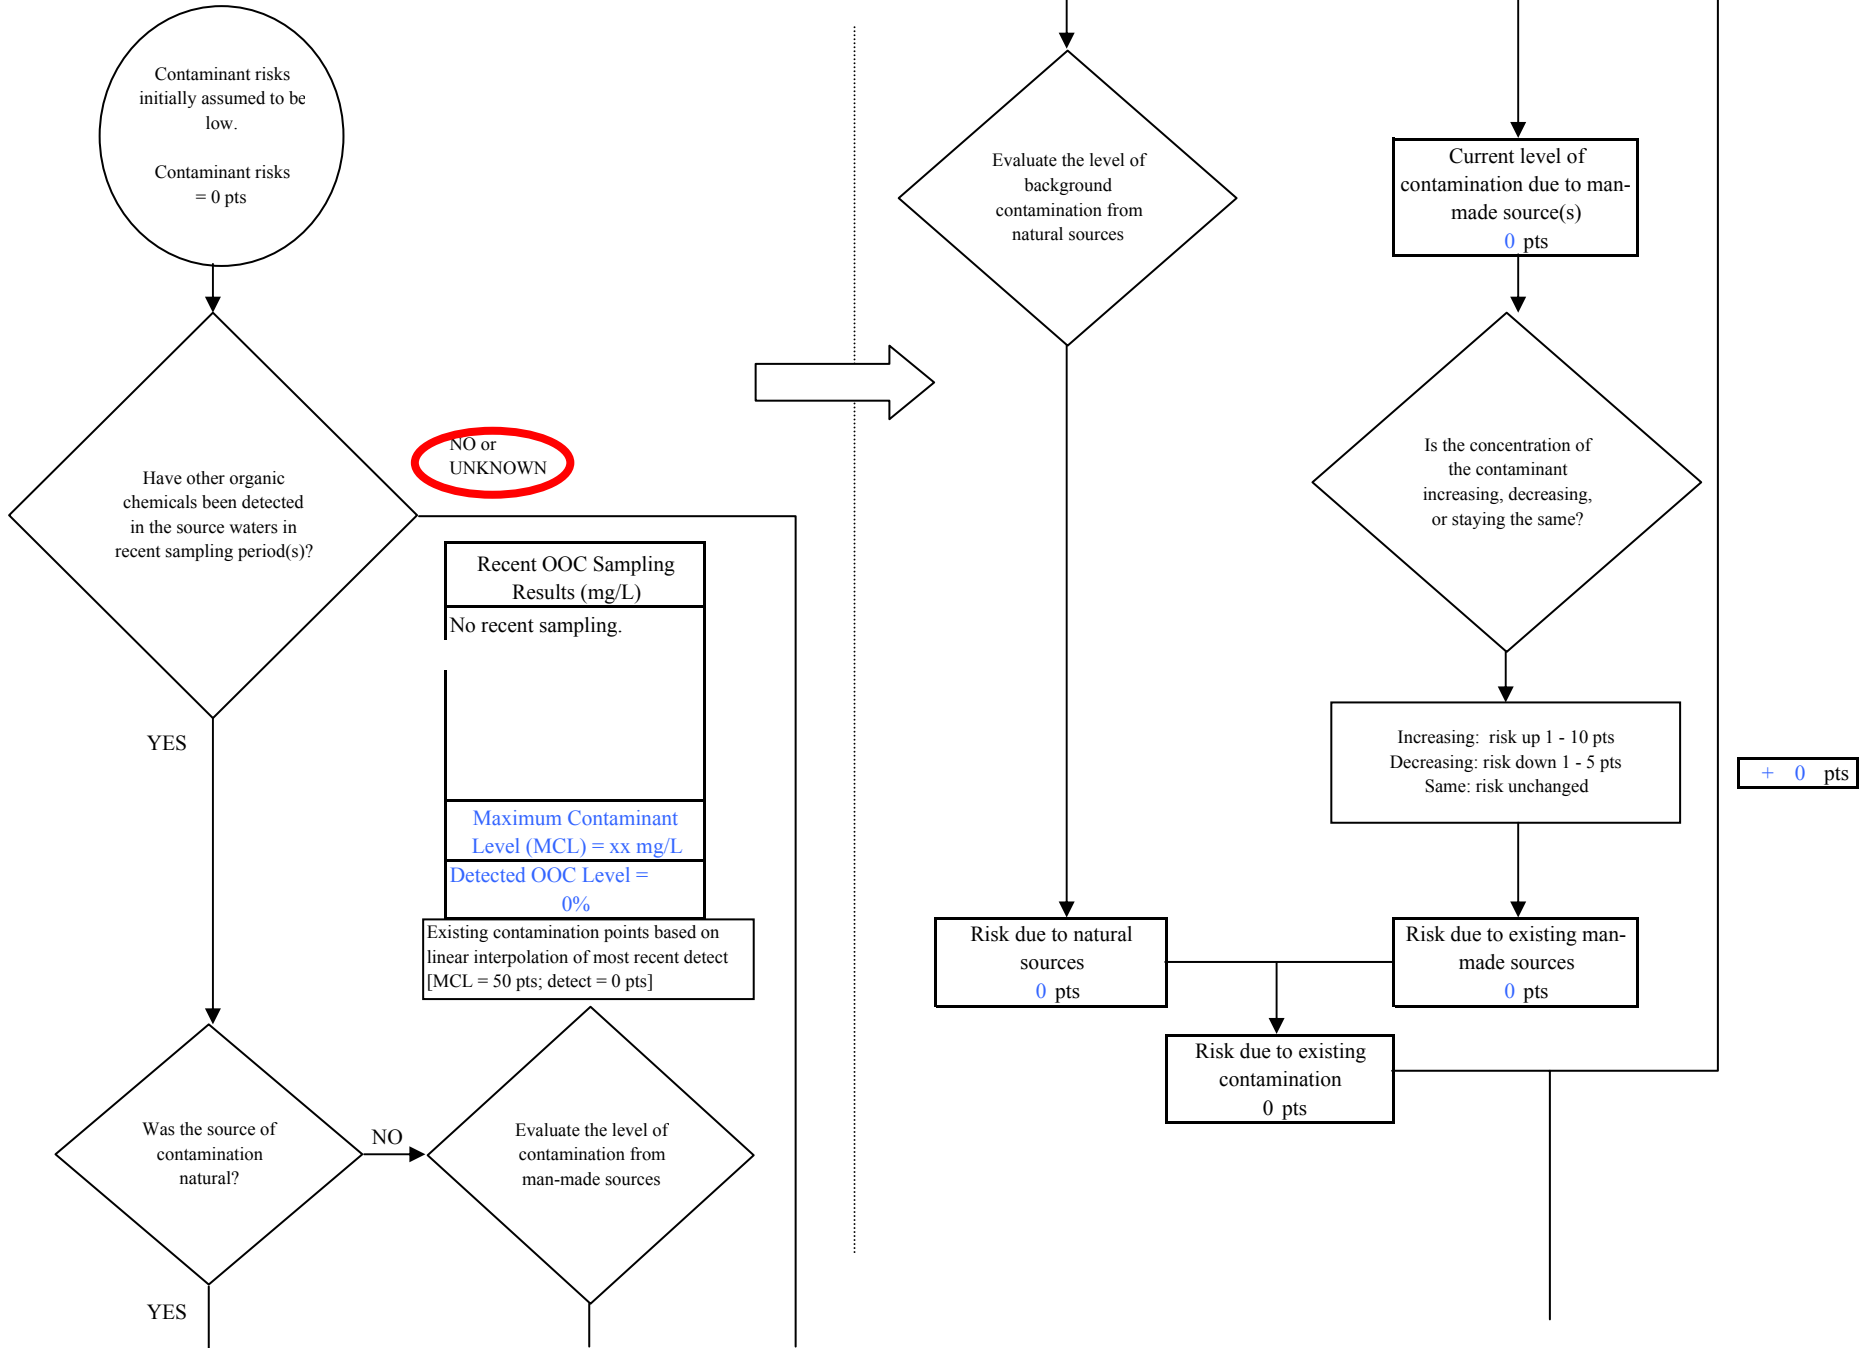 Contaminant risks
initially assumed to be
low.
Contaminant risks
= 0 pts
Have other organic
chemicals been detected
in the source waters in
recent sampling period(s)?
NO or
UNKNOWN
YES
Recent OOC Sampling
Results (mg/L)
No recent sampling.
Maximum Contaminant
Level (MCL) = xx mg/L
Detected OOC Level =
0%
Existing contamination points based on
linear interpolation of most recent detect
[MCL = 50 pts; detect = 0 pts]
Was the source of
contamination
natural?
NO
Evaluate the level of
contamination from
man-made sources
YES
Evaluate the level of
background
contamination from
natural sources
Current level of
contamination due to man-
made source(s)
0 pts
Is the concentration of
the contaminant
increasing, decreasing,
or staying the same?
Increasing: risk up 1 - 10 pts
Decreasing: risk down 1 - 5 pts
Same: risk unchanged
+ 0 pts
Risk due to natural
sources
0 pts
Risk due to existing man-
made sources
0 pts
Risk due to existing
contamination
0 pts